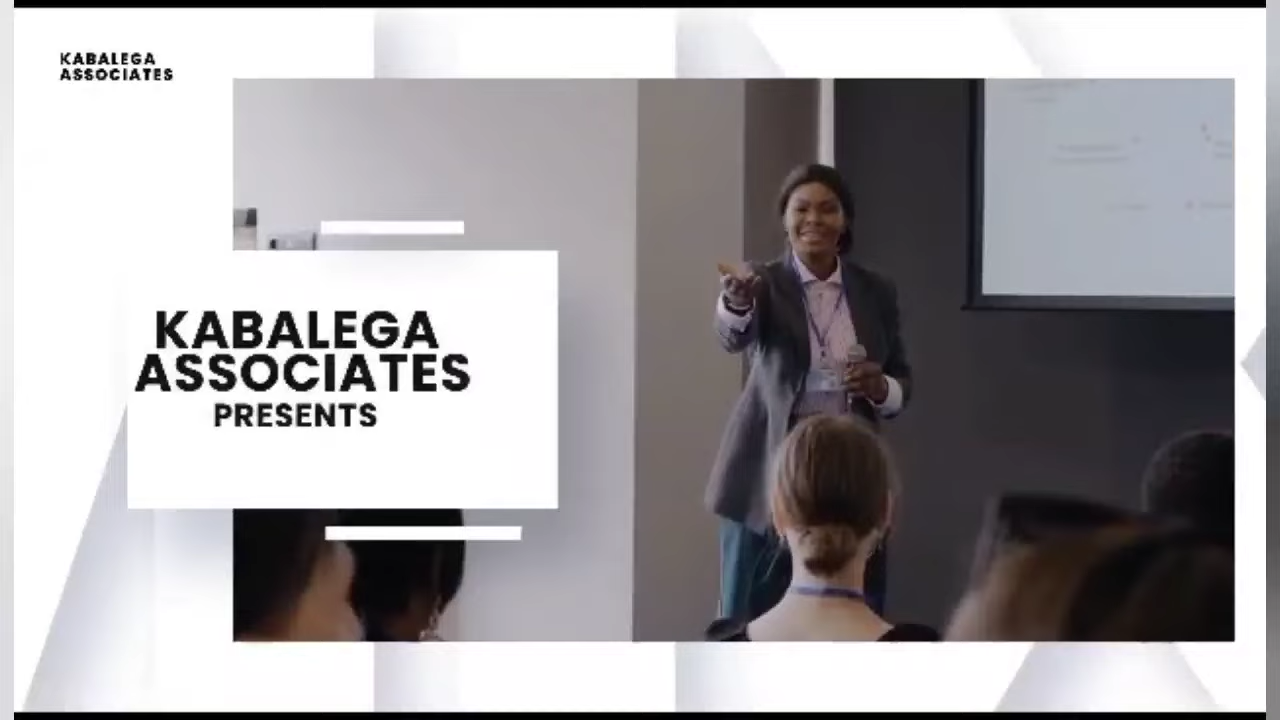 KABALEGA
ASSOCIATES
KABALEGA
ASSOCIATES
PRESENTS